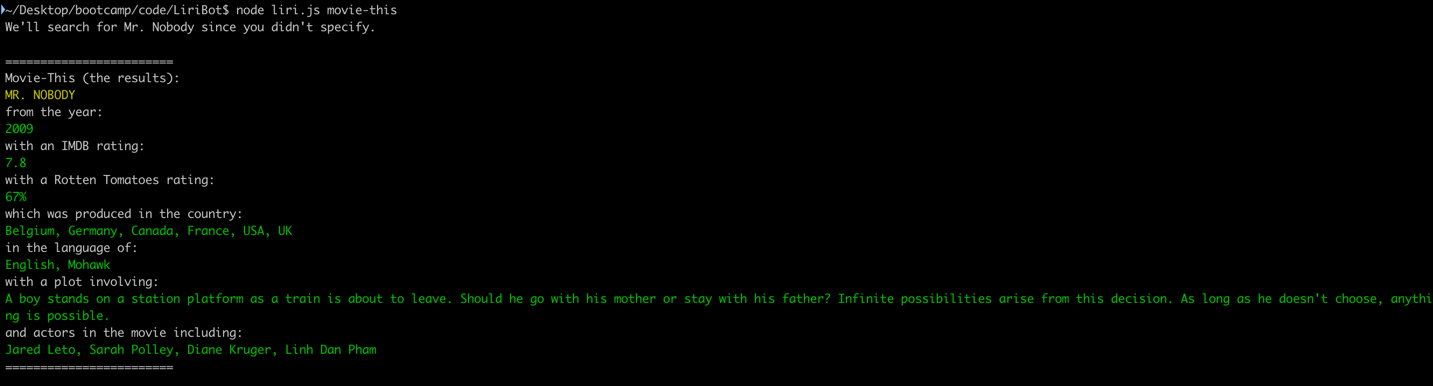 ~/Desktop/bootcamp/code/LiriBot$ node liri.js movie-this
We'll search for Mr. Nobody since you didn't specify.
========================
Movie-This (the results):
MR. NOBODY
from the year:
2009
with an IMDB rating:
7.8
with a Rotten Tomatoes rating:
67%
which was produced in the country:
Belgium, Germany, Canada, France, USA, UK
in the language of:
English, Mohawk
with a plot involving:
A boy stands on a station platform as a train is about to leave. Should he go with his mother or stay with his father? Infinite possibilities arise from this decision. As long as he doesn't choose, anythi
ng is possible.
and actors in the movie including:
Jared Leto, Sarah Polley, Diane Kruger, Linh Dan Pham
========================